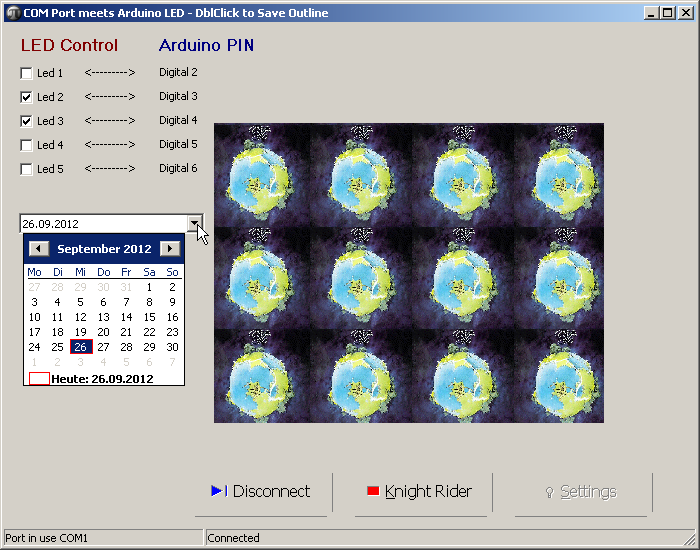 COM Port meets Arduino LED - DblClick to Save Outline
LED Control Arduino PIN
Led 1 <---------> Digital 2
Led 2 <---------> Digital 3
Led 3 <---------> Digital 4
Led 4 <---------> Digital 5
Led 5 <---------> Digital 6
26.09.2012
September 2012
Mo Di Mi Do Fr Sa So
27 28 29 30 31 1 2
3 4 5 6 7 8 9
10 11 12 13 14 15 16
17 18 19 20 21 22 23
24 25 26 27 28 29 30
1 2 3 4 5 6 7
Heute: 26.09.2012
Disconnect Knight Rider Settings
Port in use COM1 Connected